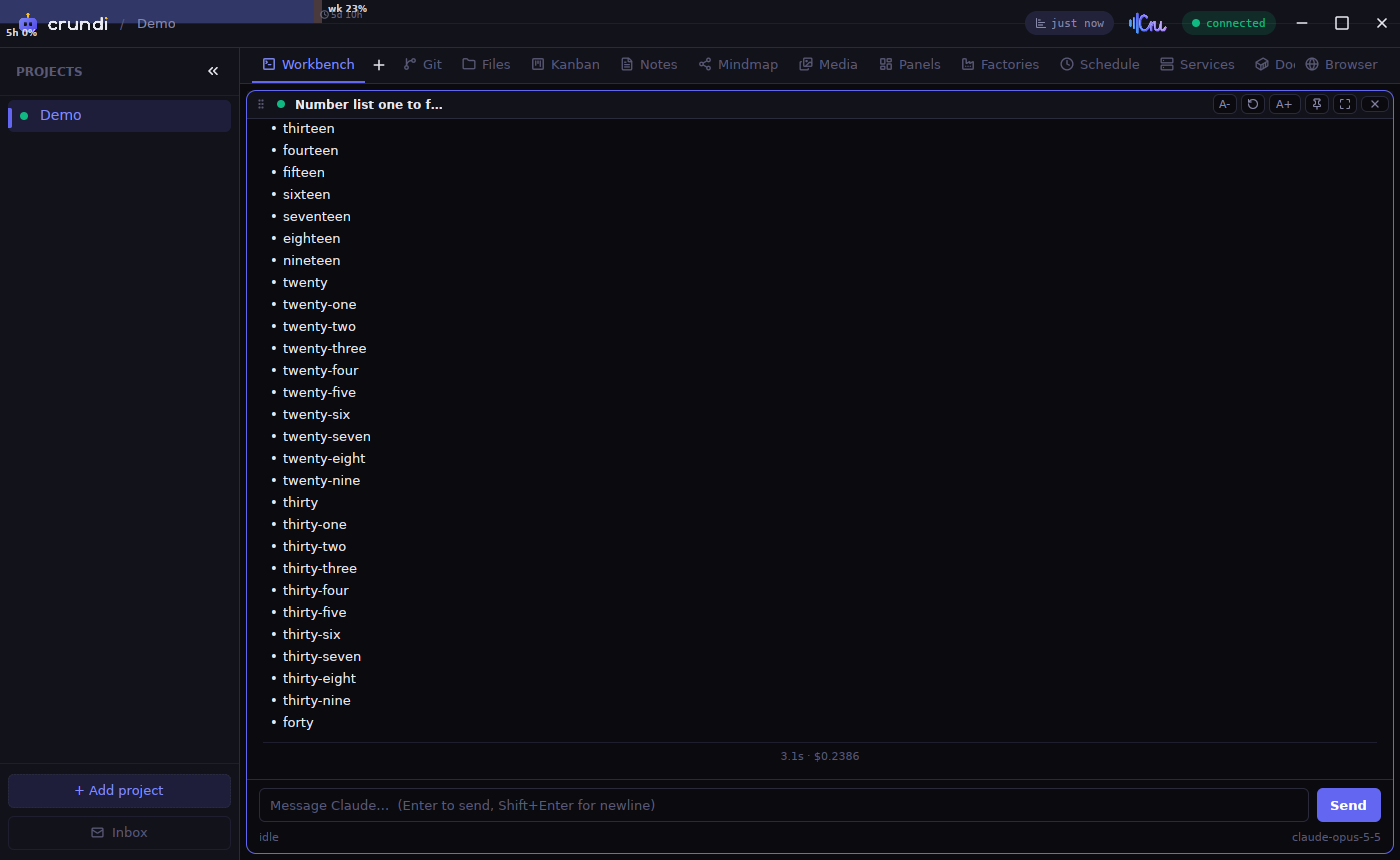 wk 23%
5d 10h
5h 0%
crundi / Demo
just now
Cru
connected
PROJECTS
Demo
+ Add project
Inbox
Workbench + Git Files Kanban Notes Mindmap Media Panels Factories Schedule Services Do Browser
Number list one to f...
A- A+
• thirteen
• fourteen
• fifteen
• sixteen
• seventeen
• eighteen
• nineteen
• twenty
• twenty-one
• twenty-two
• twenty-three
• twenty-four
• twenty-five
• twenty-six
• twenty-seven
• twenty-eight
• twenty-nine
• thirty
• thirty-one
• thirty-two
• thirty-three
• thirty-four
• thirty-five
• thirty-six
• thirty-seven
• thirty-eight
• thirty-nine
• forty
3.1s · $0.2386
Message Claude... (Enter to send, Shift+Enter for newline)
Send
idle
claude-opus-5-5